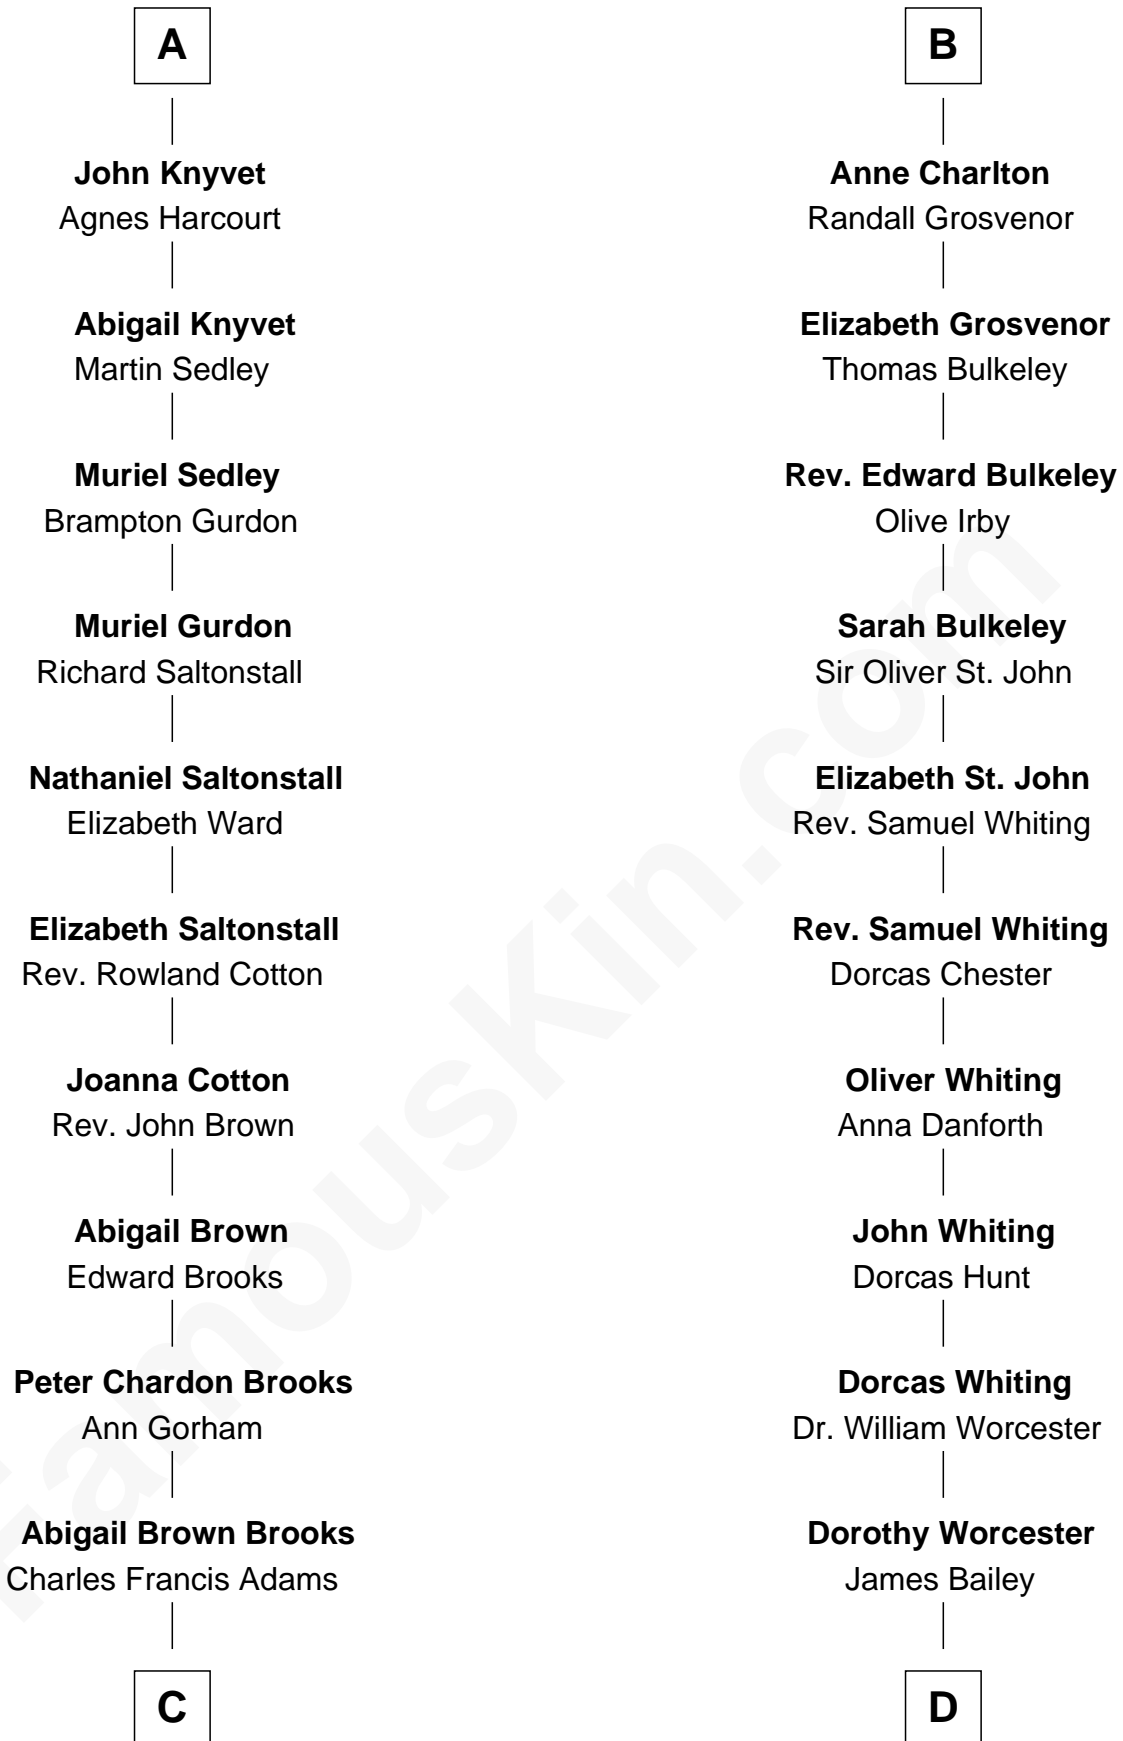 A
John Knyvet
Agnes Harcourt
Abigail Knyvet
Martin Sedley
Muriel Sedley
Brampton Gurdon
Muriel Gurdon
Richard Saltonstall
Nathaniel Saltonstall
Elizabeth Ward
Elizabeth Saltonstall
Rev. Rowland Cotton
Joanna Cotton
Rev. John Brown
Abigail Brown
Edward Brooks
Peter Chardon Brooks
Ann Gorham
Abigail Brown Brooks
Charles Francis Adams
C
B
Anne Charlton
Randall Grosvenor
Elizabeth Grosvenor
Thomas Bulkeley
Rev. Edward Bulkeley
Olive Irby
Sarah Bulkeley
Sir Oliver St. John
Elizabeth St. John
Rev. Samuel Whiting
Rev. Samuel Whiting
Dorcas Chester
Oliver Whiting
Anna Danforth
John Whiting
Dorcas Hunt
Dorcas Whiting
Dr. William Worcester
Dorothy Worcester
James Bailey
D
FamousKin.com